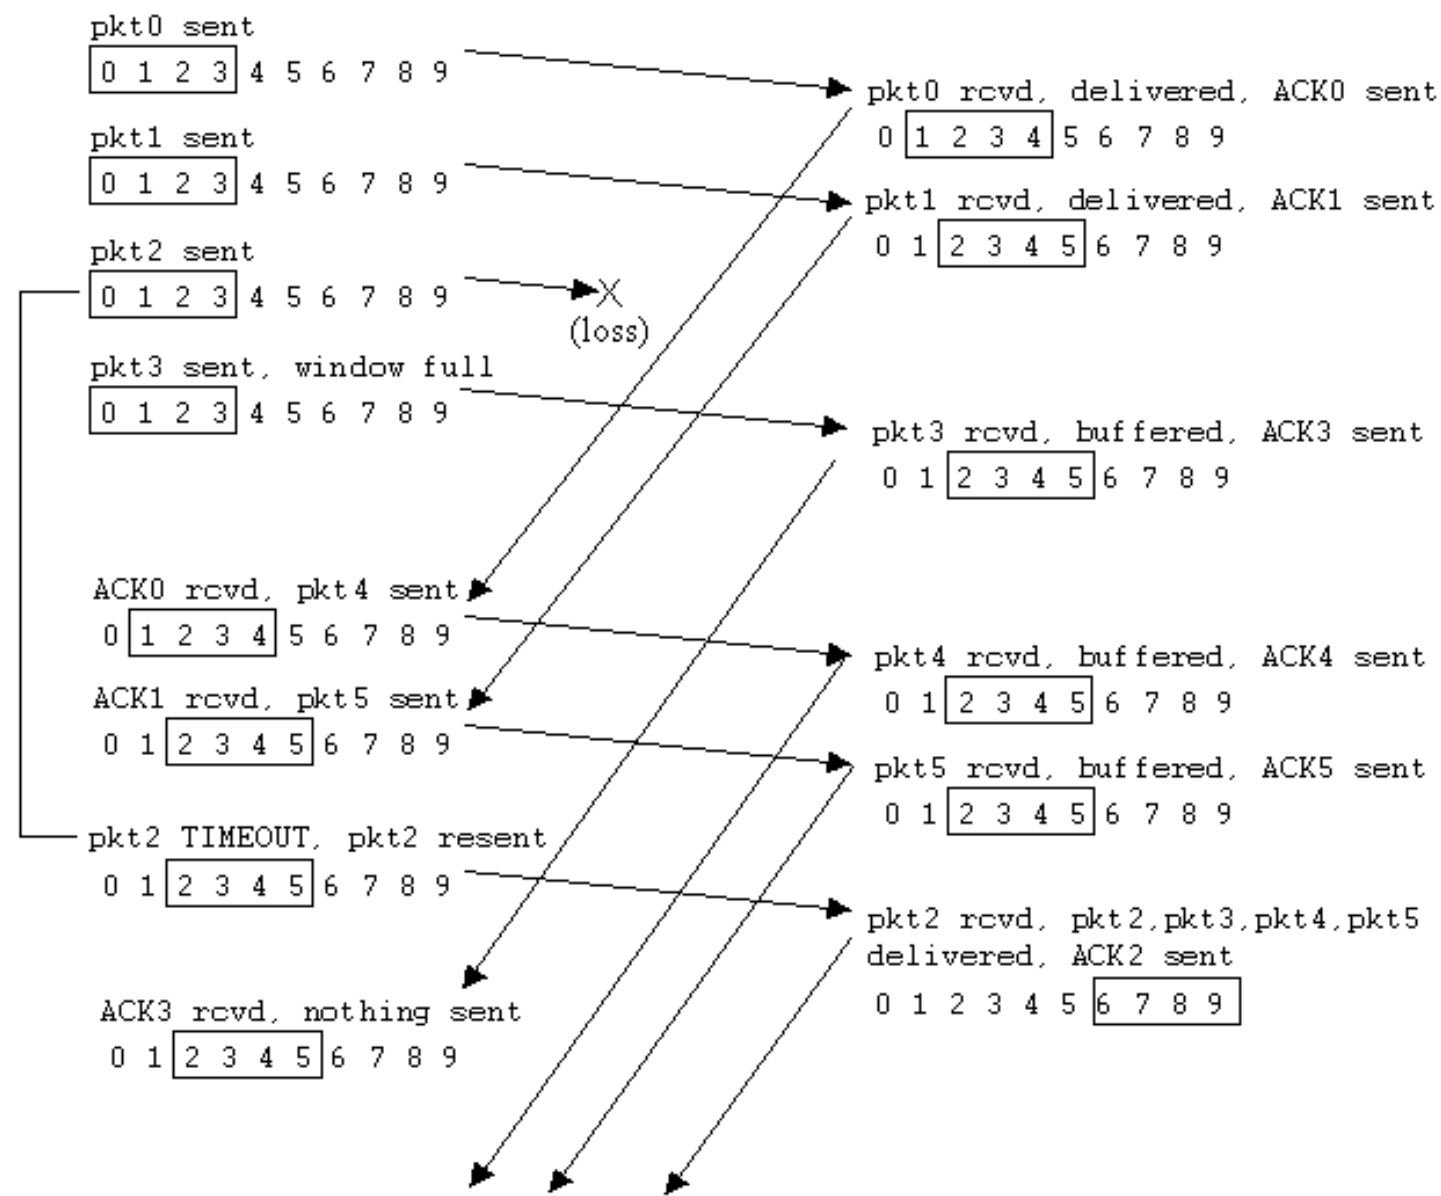 pkt0 sent
0 1 2 3 4 5 6 7 8 9
pkt1 sent
0 1 2 3 4 5 6 7 8 9
pkt2 sent
0 1 2 3 4 5 6 7 8 9
(loss)
pkt3 sent, window full
0 1 2 3 4 5 6 7 8 9
ACK0 rcvd, pkt4 sent
0 1 2 3 4 5 6 7 8 9
ACK1 rcvd, pkt5 sent
0 1 2 3 4 5 6 7 8 9
pkt2 TIMEOUT, pkt2 resent
0 1 2 3 4 5 6 7 8 9
ACK3 rcvd, nothing sent
0 1 2 3 4 5 6 7 8 9
pkt0 rcvd, delivered, ACK0 sent
0 1 2 3 4 5 6 7 8 9
pkt1 rcvd, delivered, ACK1 sent
0 1 2 3 4 5 6 7 8 9
pkt3 rcvd, buffered, ACK3 sent
0 1 2 3 4 5 6 7 8 9
pkt4 rcvd, buffered, ACK4 sent
0 1 2 3 4 5 6 7 8 9
pkt5 rcvd, buffered, ACK5 sent
0 1 2 3 4 5 6 7 8 9
pkt2 rcvd, pkt2,pkt3,pkt4,pkt5
delivered, ACK2 sent
0 1 2 3 4 5 6 7 8 9